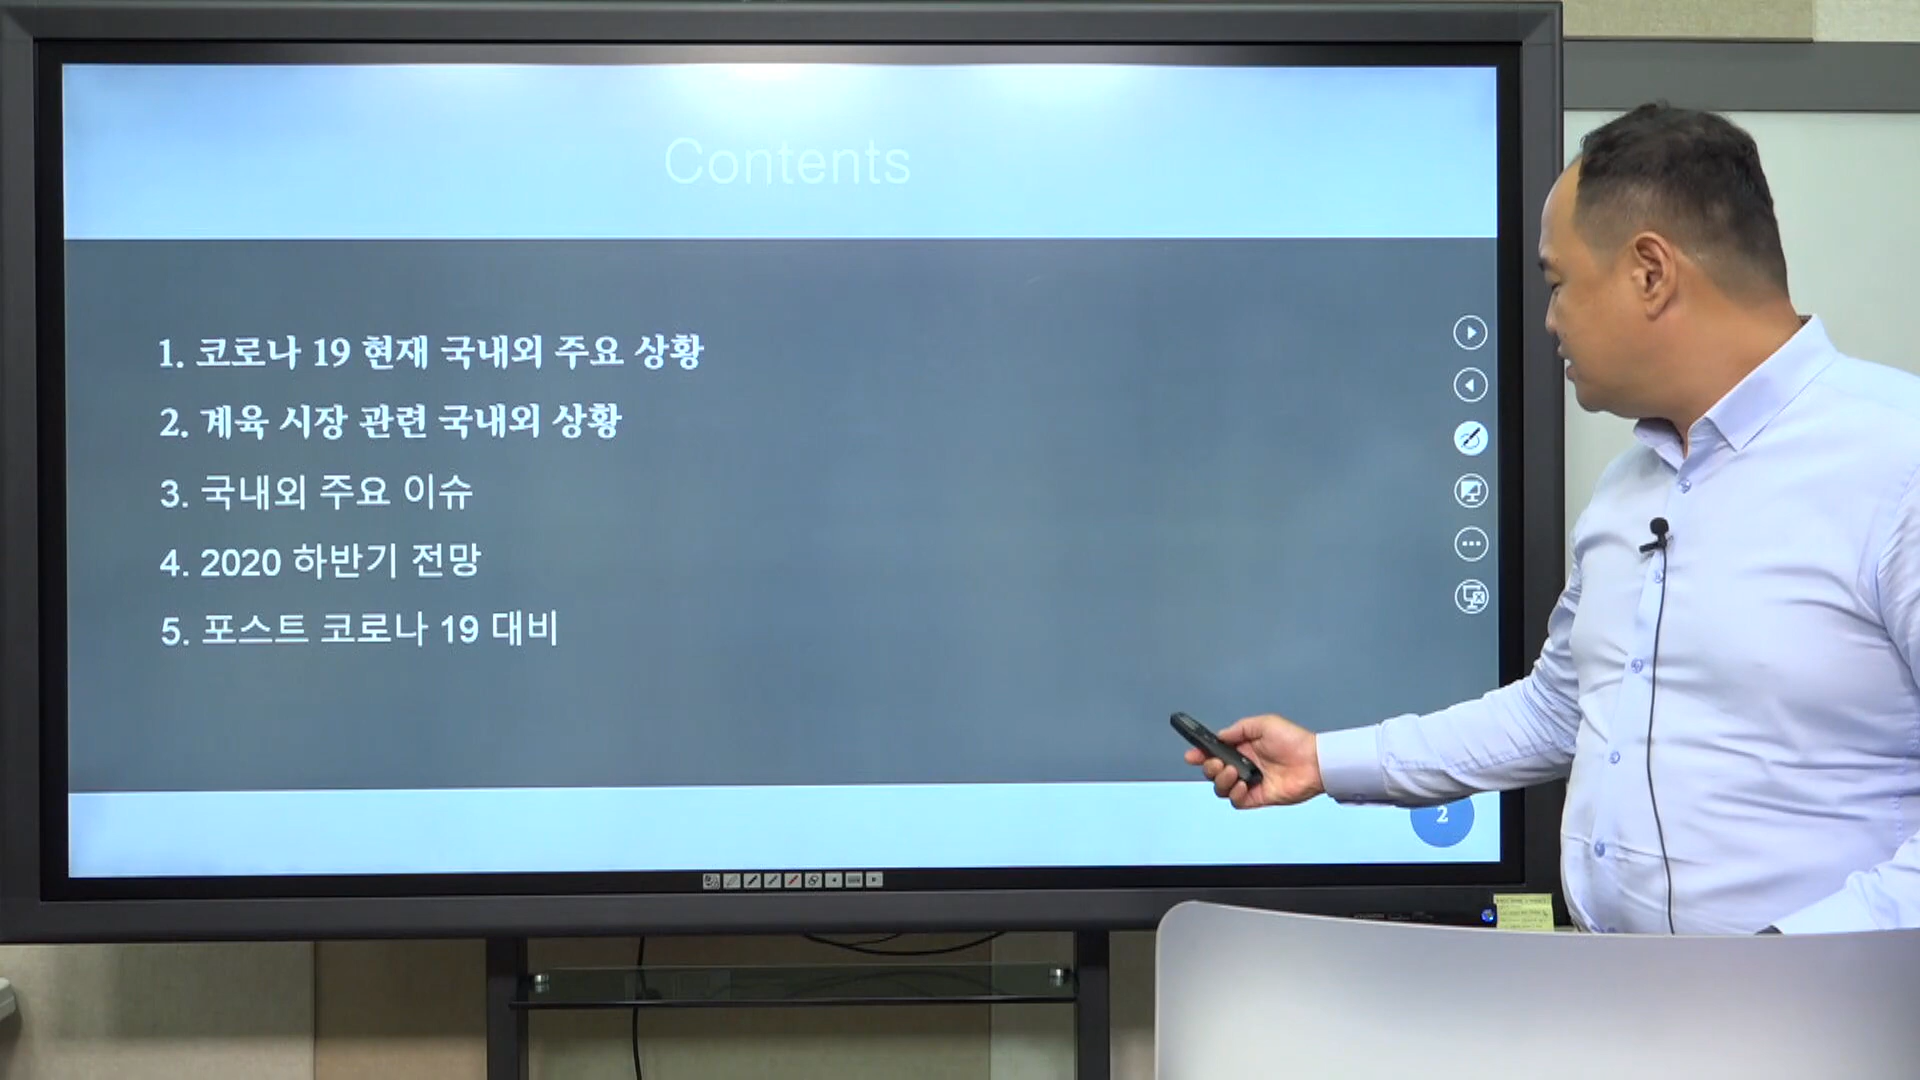 Contents
1. 코로나 19 현재 국내외 주요 상황
2. 계육 시장 관련 국내외 상황
3. 국내외 주요 이슈
4. 2020 하반기 전망
5. 포스트 코로나 19 대비
2